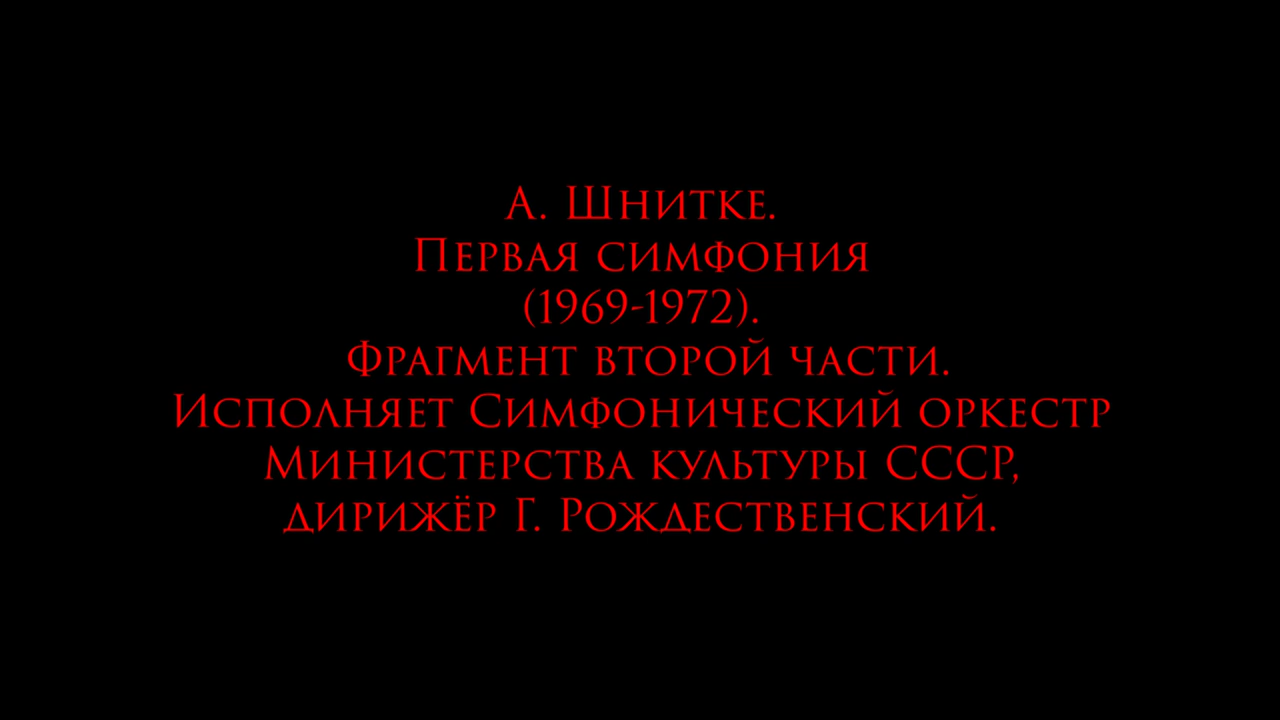 А. Шнитке.
Первая симфония
(1969-1972).
Фрагмент второй части.
Исполняет Симфонический оркестр
Министерства культуры СССР,
дирижёр Г. Рождественский.